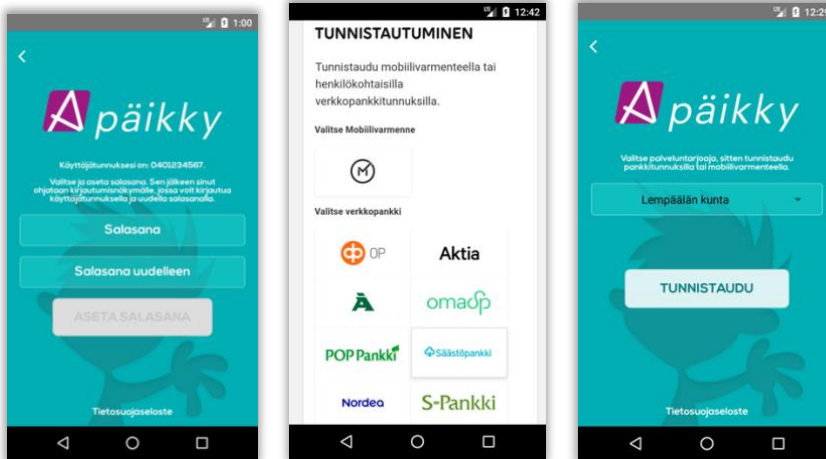 1:00
A päikky
Käyttäjätunnuksesi on: 0401234567.
Valitse ja aseta salasana. Sen jälkeen sinut
ohjataan kirjautumisnäkymälle, jossa voit kirjautua
käyttäjätunnuksella ja uudella salasanalla.
Salasana
Salasana uudelleen
ASETA SALASANA
Tietosuojaseloste
12:42
TUNNISTAUTUMINEN
Tunnistaudu mobiilivarmenteella tai
henkilökohtaisilla
verkkopankkitunnuksilla.
Valitse Mobiilivarmenne
M
Valitse verkkopankki
OP
Aktia
Å
omasp
POP Pankki
Säästöpankki
Nordea
S-Pankki
12:29
A päikky
Valitse palveluntarjoaja, sitten tunnistaudu
pankkitunnuksilla tai mobiilivarmenteella.
Lempäälän kunta
TUNNISTAUDU
Tietosuojaseloste